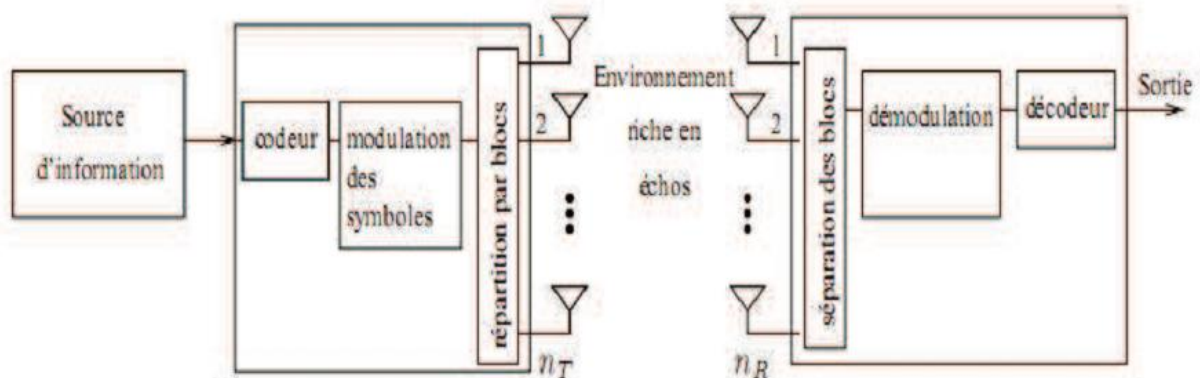 Source
d'information
codeur
modulation
des
symboles
répartition par blocs
1
2
n_T
Environnement
riche en
échos
1
2
n_R
séparation des blocs
démodulation
décodeur
Sortie